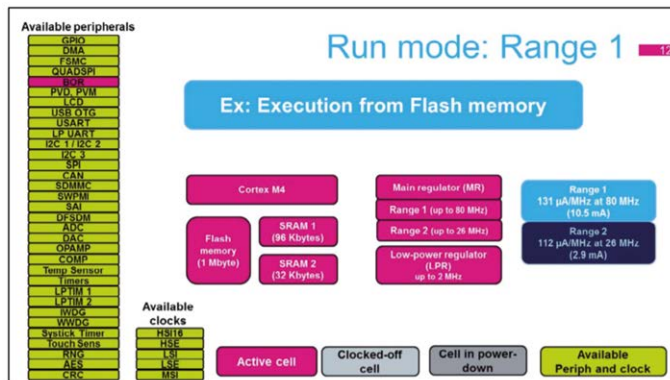 Available peripherals
GPIO
DMA
FSMC
QUADSPI
BOR
PVD, PVM
LCD
USB OTG
USART
LP UART
I2C 1 / I2C 2
I2C 3
SPI
CAN
SDMMC
SWPMI
SAI
DFSDM
ADC
DAC
OPAMP
COMP
Temp Sensor
Timers
LPTIM 1
LPTIM 2
IWDG
WWDG
Systick Timer
Touch Sens
RNG
AES
CRC
Available
clocks
HSI16
HSE
LSI
LSE
MSI
Run mode: Range 1
12
Ex: Execution from Flash memory
Cortex M4
Flash
memory
(1 Mbyte)
SRAM 1
(96 Kbytes)
SRAM 2
(32 Kbytes)
Main regulator (MR)
Range 1 (up to 80 MHz)
Range 2 (up to 26 MHz)
Low-power regulator
(LPR)
up to 2 MHz
Range 1
131 µA/MHz at 80 MHz
(10.5 mA)
Range 2
112 µA/MHz at 26 MHz
(2.9 mA)
Active cell
Clocked-off
cell
Cell in power-
down
Available
Periph and clock